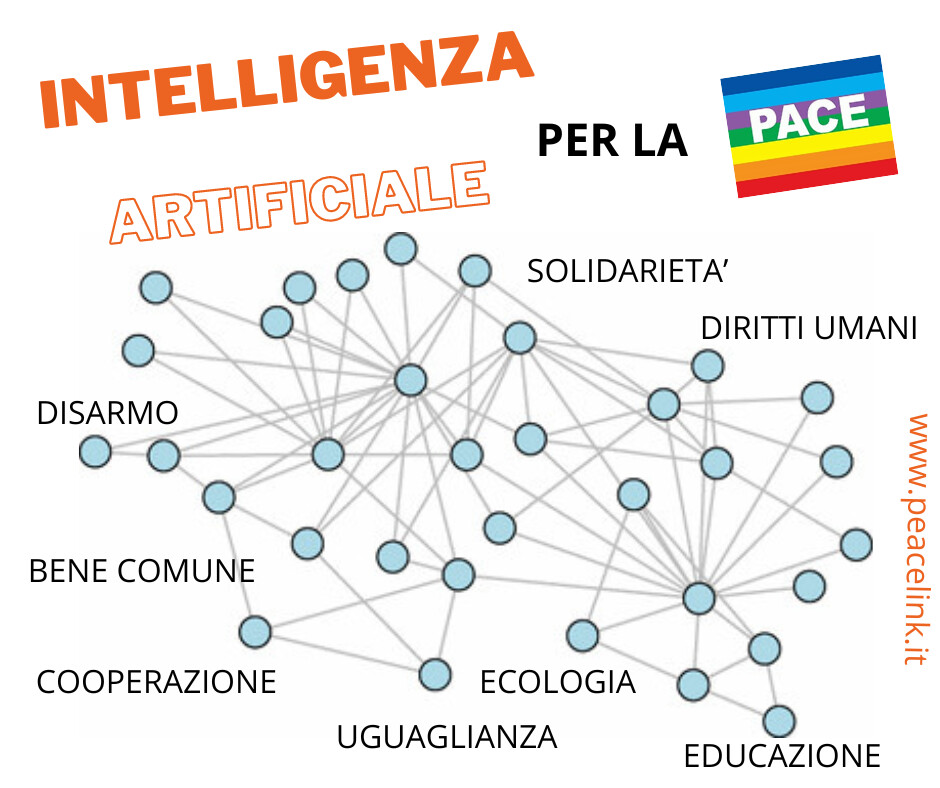 INTELLIGENZA
PER LA
PACE
ARTIFICIALE
SOLIDARIETA’
DIRITTI UMANI
DISARMO
www.peacelink.it
BENE COMUNE
COOPERAZIONE
ECOLOGIA
UGUAGLIANZA
EDUCAZIONE